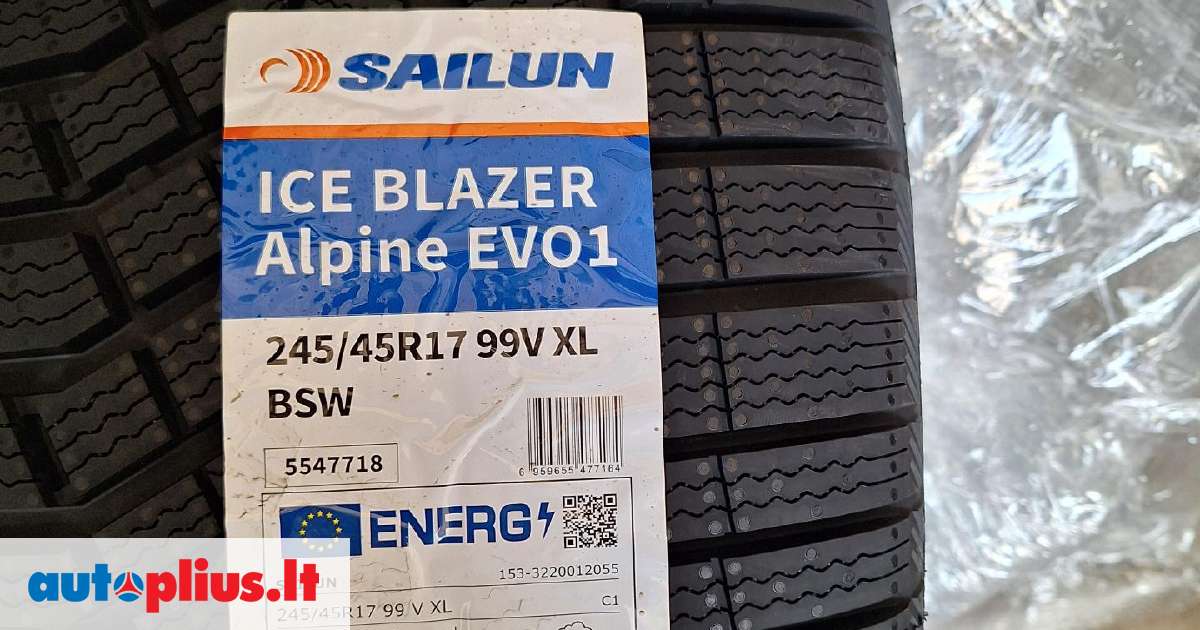 SAILUN
ICE BLAZER
Alpine EVO1
245/45R17 99V XL
BSW
5547718
6 959655 477184
ENERG
153-3220012055
245/45R17 99 V XL
C1
autoplius.lt